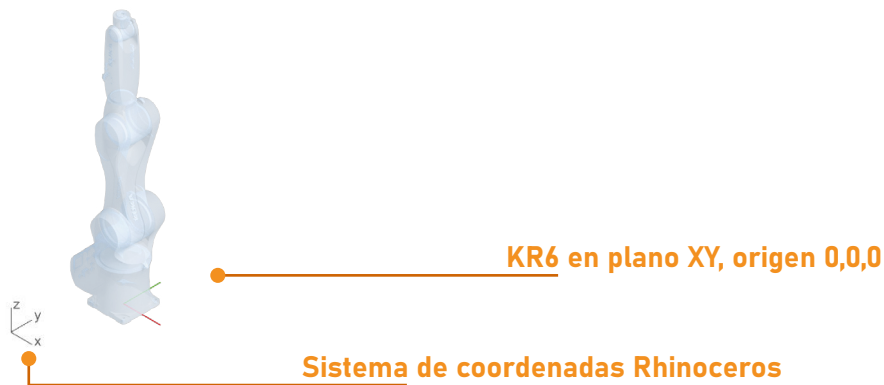 KR6 en plano XY, origen 0,0,0
z
y
x
Sistema de coordenadas Rhinoceros